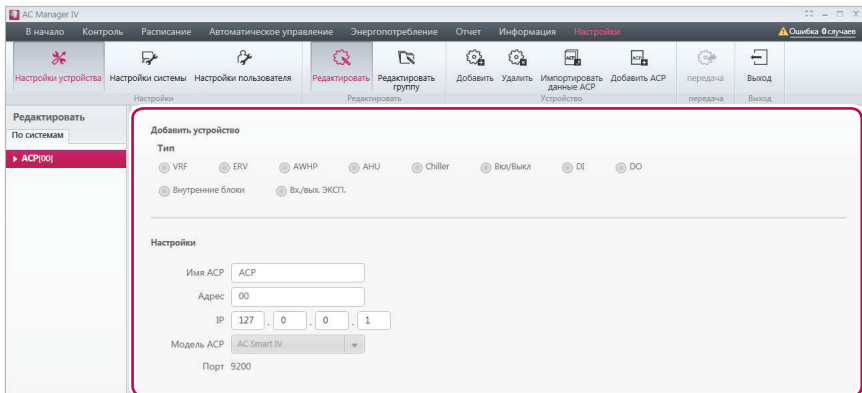 AC Manager IV
В начало Контроль Расписание Автоматическое управление Энергопотребление Отчет Информация Настройки Ошибка 0 случаев
Настройки устройства Настройки системы Настройки пользователя Редактировать Редактировать группу Добавить Удалить Импортировать данные ACP Добавить ACP передача Выход
Настройки Редактировать Устройство передача Выход
Редактировать
По системам
ACP[00]
Добавить устройство
Тип
VRF ERV AWHP AHU Chiller Вкл/Выкл DI DO
Внутренние блоки Вх./вых. ЭКСП.
Настройки
Имя ACP ACP
Адрес 00
IP 127 . 0 . 0 . 1
Модель ACP AC Smart IV
Порт 9200